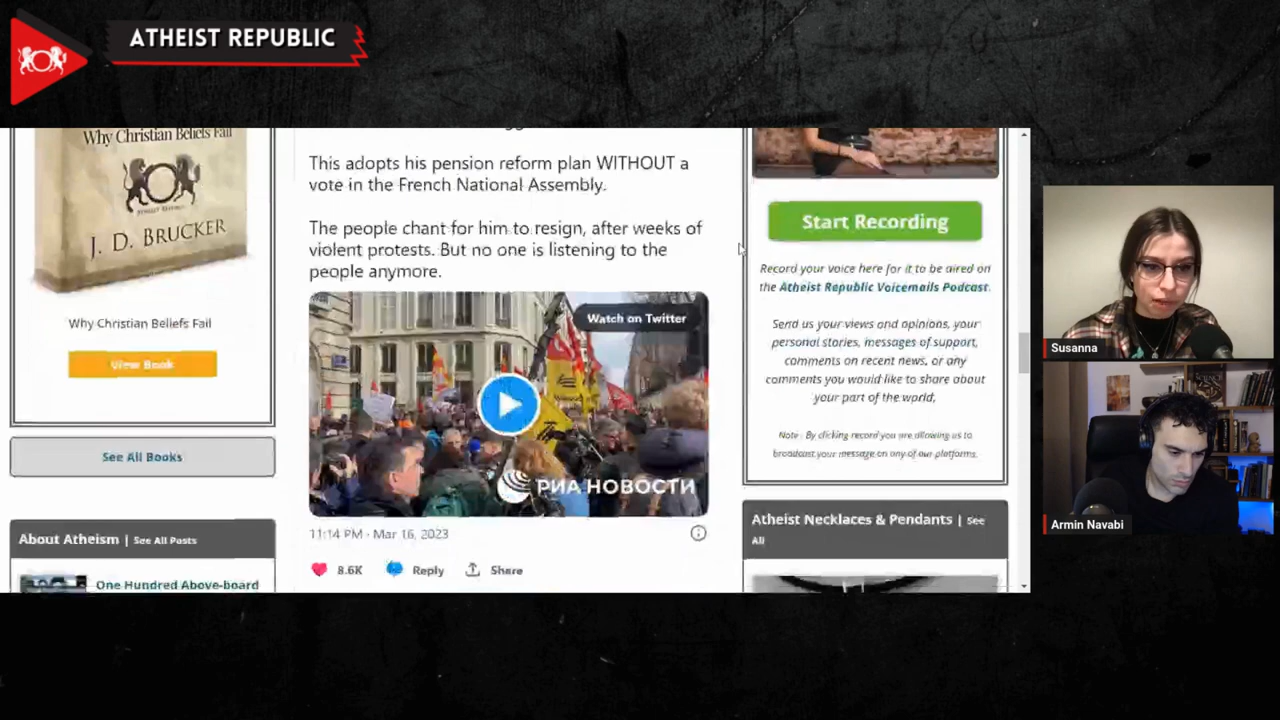 ATHEIST REPUBLIC
Why Christian Beliefs Fail
J. D. BRUCKER
Why Christian Beliefs Fail
View Book
See All Books
About Atheism | See All Posts
One Hundred Above-board
This adopts his pension reform plan WITHOUT a
vote in the French National Assembly.
The people chant for him to resign, after weeks of
violent protests. But no one is listening to the
people anymore.
Watch on Twitter
РИА НОВОСТИ
11:14 PM · Mar 16, 2023
8.6K
Reply
Share
Start Recording
Record your voice here for it to be aired on
the Atheist Republic Voicemails Podcast.
Send us your views and opinions, your
personal stories, messages of support,
comments on recent news, or any
comments you would like to share about
your part of the world,
Note : By clicking record you are allowing us to
broadcast your message on any of our platforms.
Atheist Necklaces & Pendants | See
All
Susanna
Armin Navabi